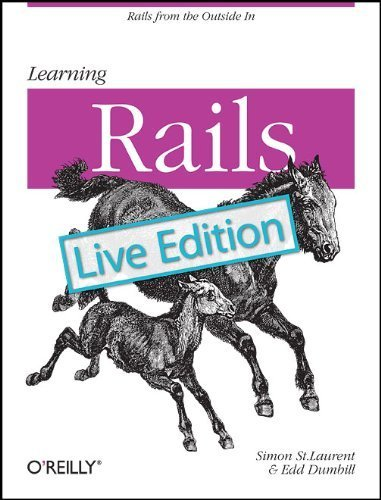 Rails from the Outside In
Learning
Rails
Live Edition
Simon St.Laurent
& Edd Dumbill
O'REILLY®